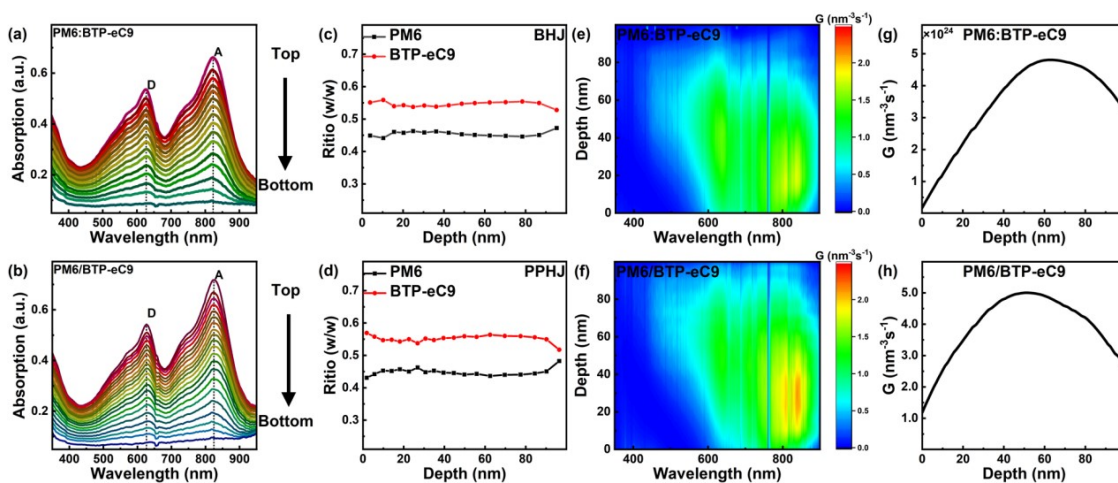 (a)
PM6:BTP-eC9
D
A
Top
Bottom
Absorption (a.u.)
0.6
0.4
0.2
400 500 600 700 800 900
Wavelength (nm)
(c)
PM6
BTP-eC9
BHJ
Ritio (w/w)
0.7
0.6
0.5
0.4
0.3
0 20 40 60 80 100
Depth (nm)
(e)
PM6:BTP-eC9
Depth (nm)
80
60
40
20
0
400 600 800
Wavelength (nm)
G (nm⁻³s⁻¹)
2.0
1.5
1.0
0.5
0.0
(g)
PM6:BTP-eC9
×10²⁴
G (nm⁻³s⁻¹)
5
4
3
2
1
0
0 20 40 60 80 100
Depth (nm)
(b)
PM6/BTP-eC9
D
A
Top
Bottom
Absorption (a.u.)
0.6
0.4
0.2
400 500 600 700 800 900
Wavelength (nm)
(d)
PM6
BTP-eC9
PPHJ
Ritio (w/w)
0.7
0.6
0.5
0.4
0.3
0 20 40 60 80 100
Depth (nm)
(f)
PM6/BTP-eC9
Depth (nm)
80
60
40
20
0
400 600 800
Wavelength (nm)
G (nm⁻³s⁻¹)
2.0
1.5
1.0
0.5
0.0
(h)
PM6/BTP-eC9
G (nm⁻³s⁻¹)
5.0
4.0
3.0
2.0
1.0
0 20 40 60 80 100
Depth (nm)